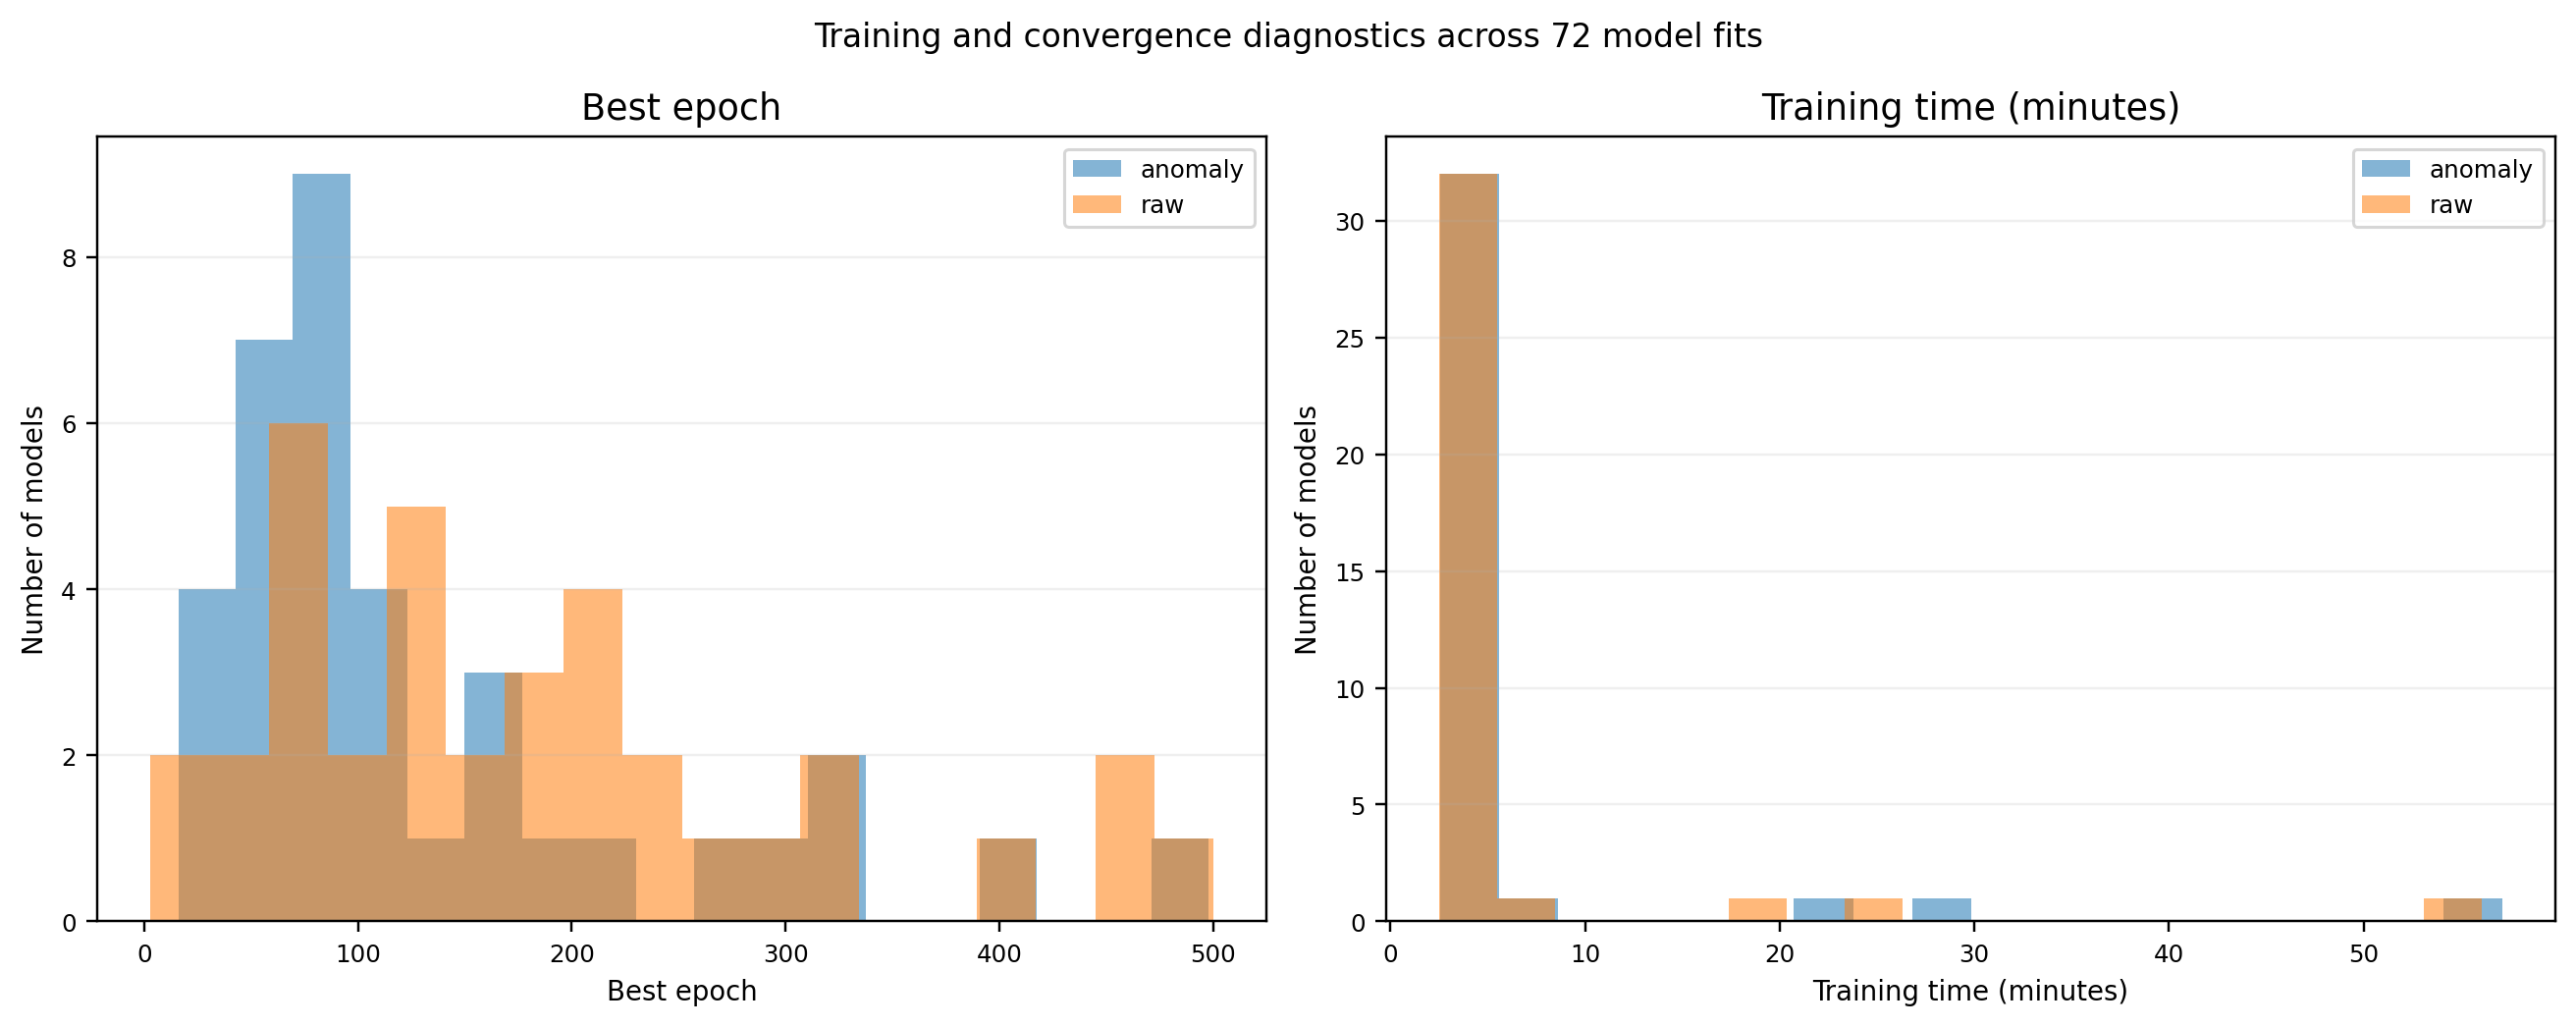 Training and convergence diagnostics across 72 model fits
Best epoch
anomaly
raw
Number of models
8
6
4
2
0
0 100 200 300 400 500
Best epoch
Training time (minutes)
anomaly
raw
Number of models
30
25
20
15
10
5
0
0 10 20 30 40 50
Training time (minutes)